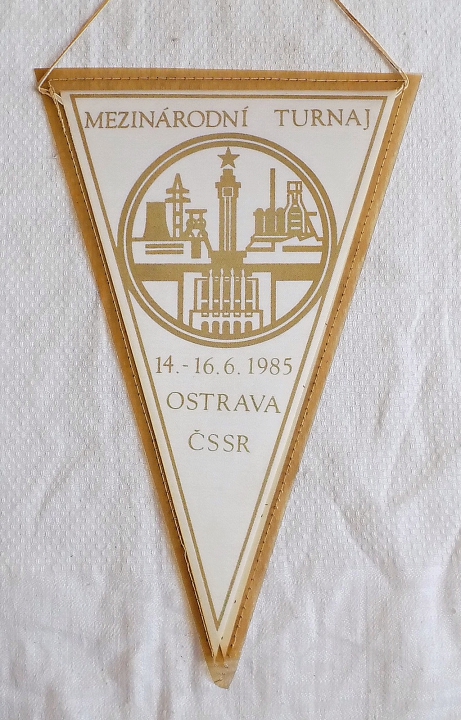 MEZINÁRODNÍ TURNAJ
14.-16.6.1985
OSTRAVA
ČSSR